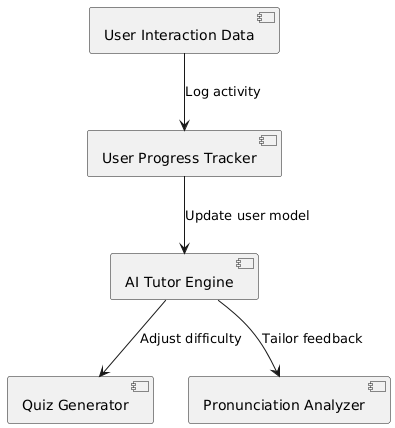 User Interaction Data
Log activity
User Progress Tracker
Update user model
AI Tutor Engine
Adjust difficulty
Tailor feedback
Quiz Generator
Pronunciation Analyzer